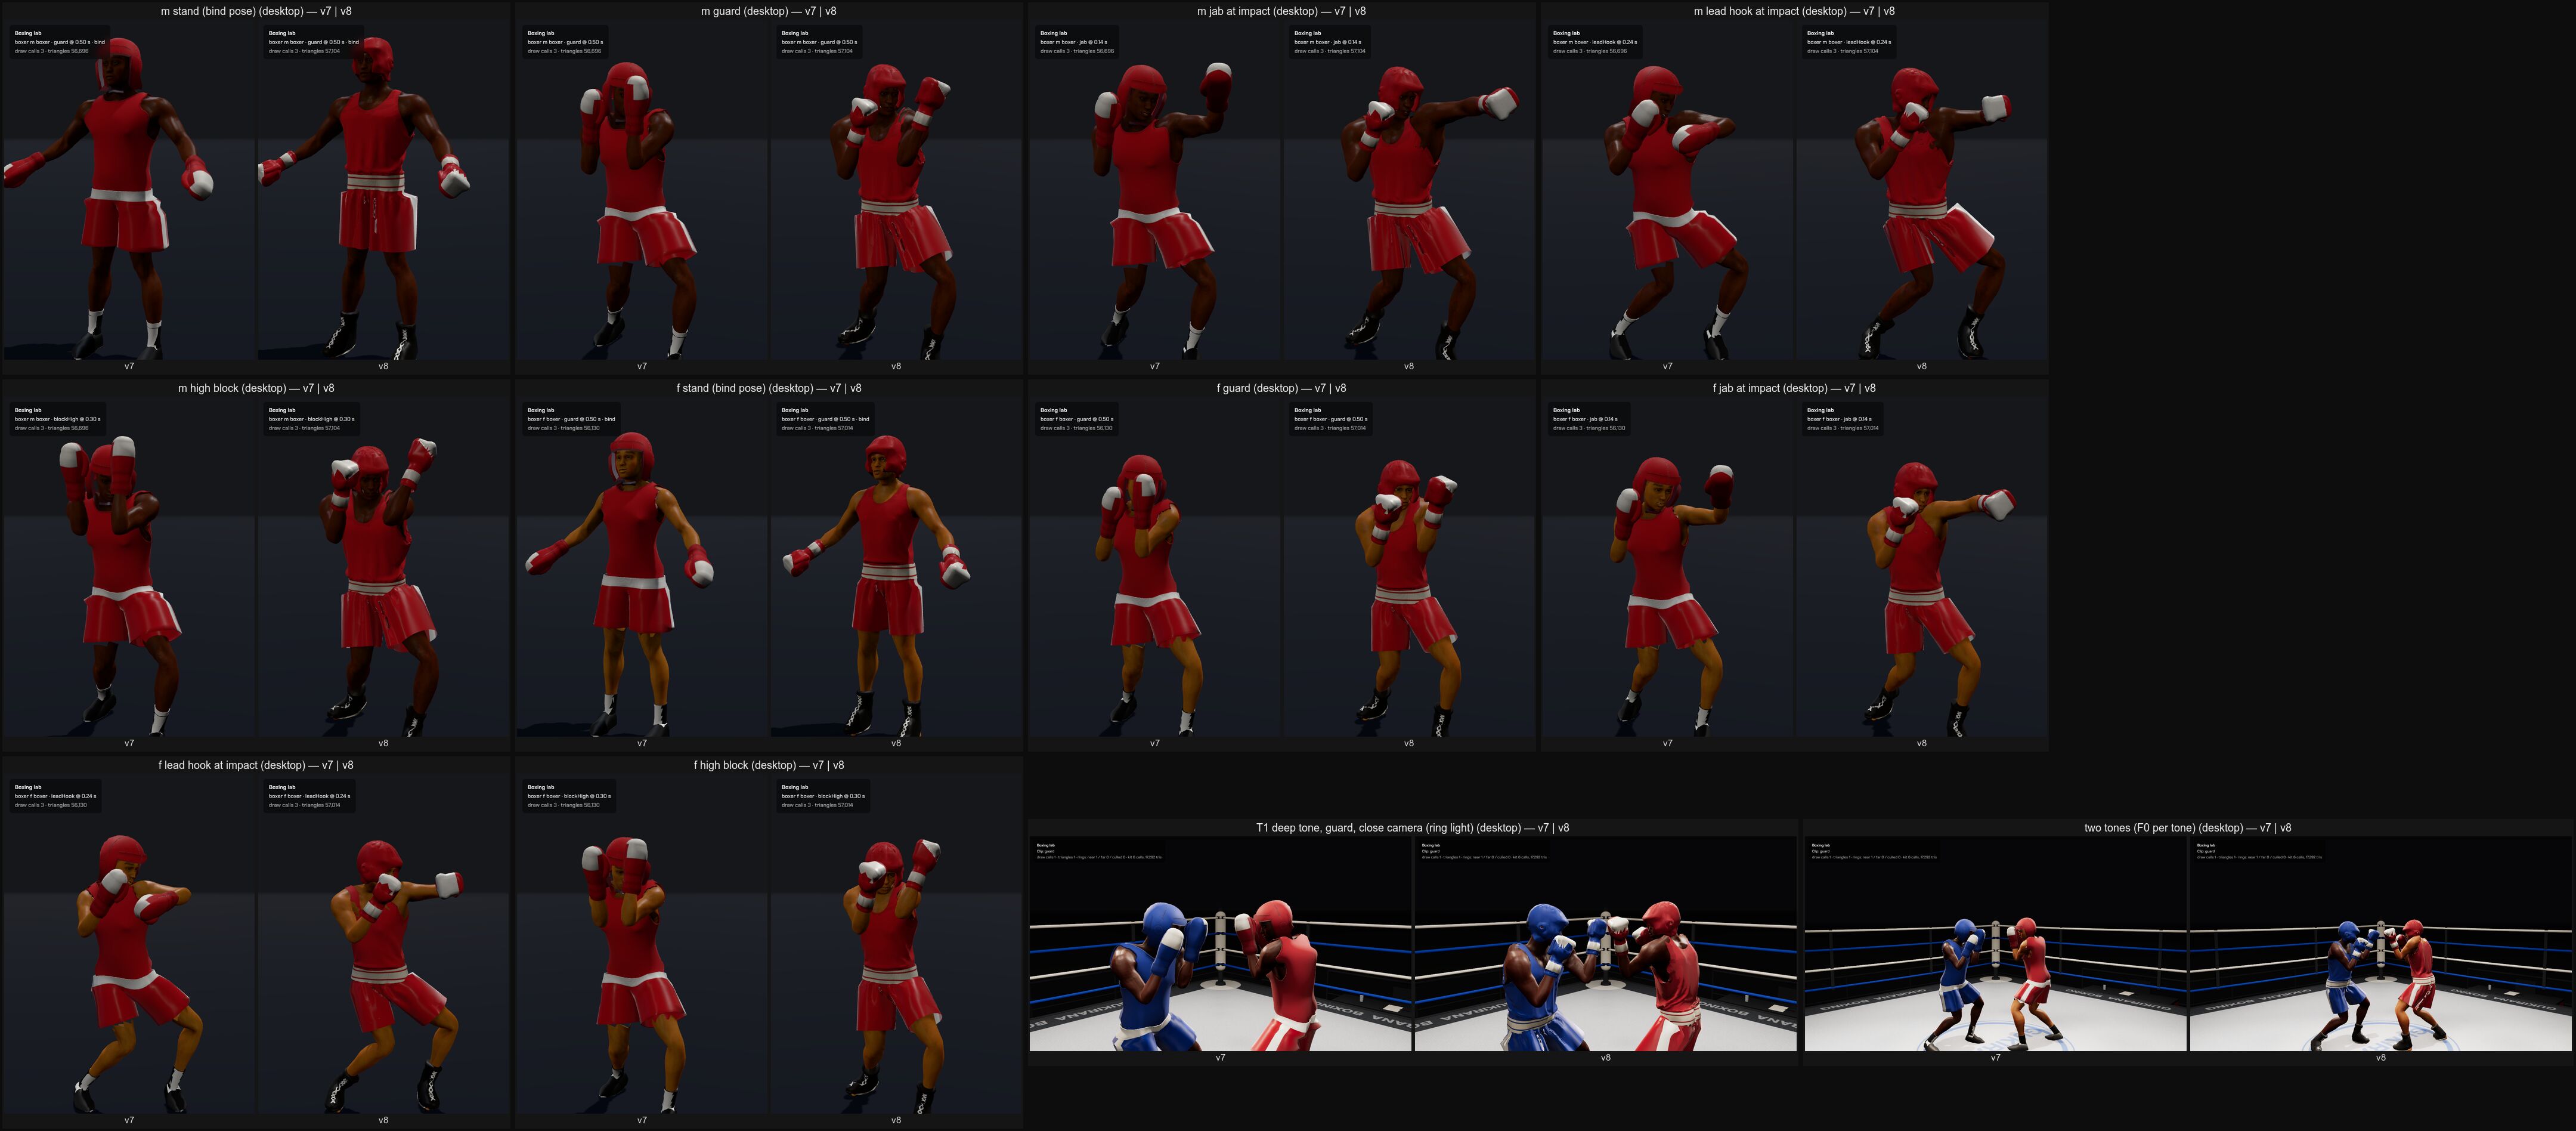 m stand (bind pose) (desktop) — v7 | v8
Boxing lab
boxer m boxer · guard @ 0.50 s · bind
draw calls 3 · triangles 56,696
Boxing lab
boxer m boxer · guard @ 0.50 s · bind
draw calls 3 · triangles 57,104
v7
v8
m guard (desktop) — v7 | v8
Boxing lab
boxer m boxer · guard @ 0.50 s
draw calls 3 · triangles 56,696
Boxing lab
boxer m boxer · guard @ 0.50 s
draw calls 3 · triangles 57,104
v7
v8
m jab at impact (desktop) — v7 | v8
Boxing lab
boxer m boxer · jab @ 0.14 s
draw calls 3 · triangles 56,696
Boxing lab
boxer m boxer · jab @ 0.14 s
draw calls 3 · triangles 57,104
v7
v8
m lead hook at impact (desktop) — v7 | v8
Boxing lab
boxer m boxer · leadHook @ 0.24 s
draw calls 3 · triangles 56,696
Boxing lab
boxer m boxer · leadHook @ 0.24 s
draw calls 3 · triangles 57,104
v7
v8
m high block (desktop) — v7 | v8
Boxing lab
boxer m boxer · blockHigh @ 0.30 s
draw calls 3 · triangles 56,696
Boxing lab
boxer m boxer · blockHigh @ 0.30 s
draw calls 3 · triangles 57,104
v7
v8
f stand (bind pose) (desktop) — v7 | v8
Boxing lab
boxer f boxer · guard @ 0.50 s · bind
draw calls 3 · triangles 56,130
Boxing lab
boxer f boxer · guard @ 0.50 s · bind
draw calls 3 · triangles 57,014
v7
v8
f guard (desktop) — v7 | v8
Boxing lab
boxer f boxer · guard @ 0.50 s
draw calls 3 · triangles 56,130
Boxing lab
boxer f boxer · guard @ 0.50 s
draw calls 3 · triangles 57,014
v7
v8
f jab at impact (desktop) — v7 | v8
Boxing lab
boxer f boxer · jab @ 0.14 s
draw calls 3 · triangles 56,130
Boxing lab
boxer f boxer · jab @ 0.14 s
draw calls 3 · triangles 57,014
v7
v8
f lead hook at impact (desktop) — v7 | v8
Boxing lab
boxer f boxer · leadHook @ 0.24 s
draw calls 3 · triangles 56,130
Boxing lab
boxer f boxer · leadHook @ 0.24 s
draw calls 3 · triangles 57,014
v7
v8
f high block (desktop) — v7 | v8
Boxing lab
boxer f boxer · blockHigh @ 0.30 s
draw calls 3 · triangles 56,130
Boxing lab
boxer f boxer · blockHigh @ 0.30 s
draw calls 3 · triangles 57,014
v7
v8
T1 deep tone, guard, close camera (ring light) (desktop) — v7 | v8
Boxing lab
Clip guard
Boxing lab
Clip guard
v7
v8
two tones (F0 per tone) (desktop) — v7 | v8
Boxing lab
Clip guard
Boxing lab
Clip guard
v7
v8